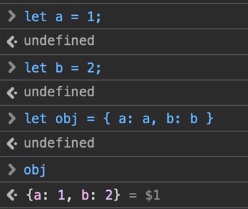 > let a = 1;
< undefined
> let b = 2;
< undefined
> let obj = { a: a, b: b }
< undefined
> obj
< {a: 1, b: 2} = $1